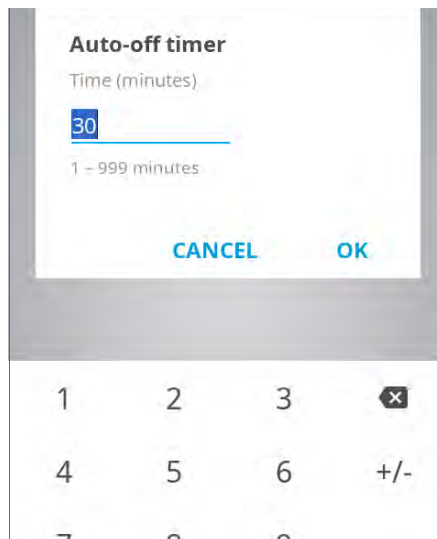 Auto-off timer
Time (minutes)
30
1 – 999 minutes
CANCEL OK
1 2 3
4 5 6 +/-